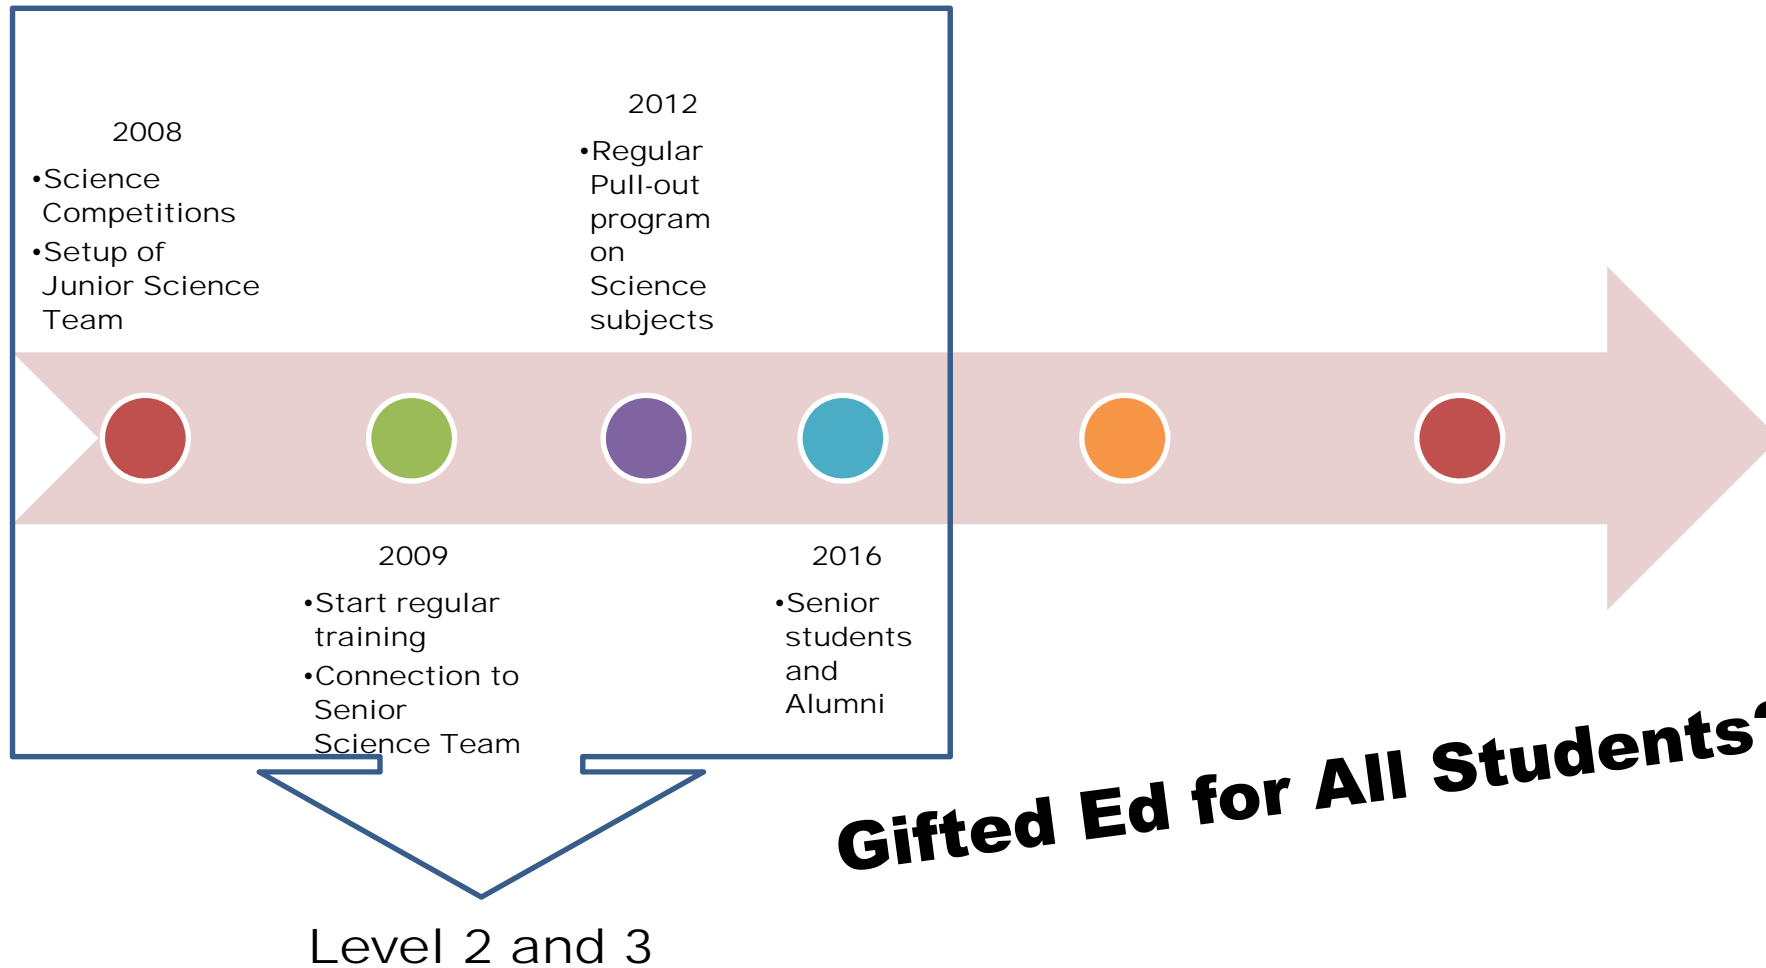 2008
•Science
Competitions
•Setup of
Junior Science
Team
2012
•Regular
Pull-out
program
on
Science
subjects
2009
•Start regular
training
•Connection to
Senior
Science Team
2016
•Senior
students
and
Alumni
Gifted Ed for All Students?
Level 2 and 3